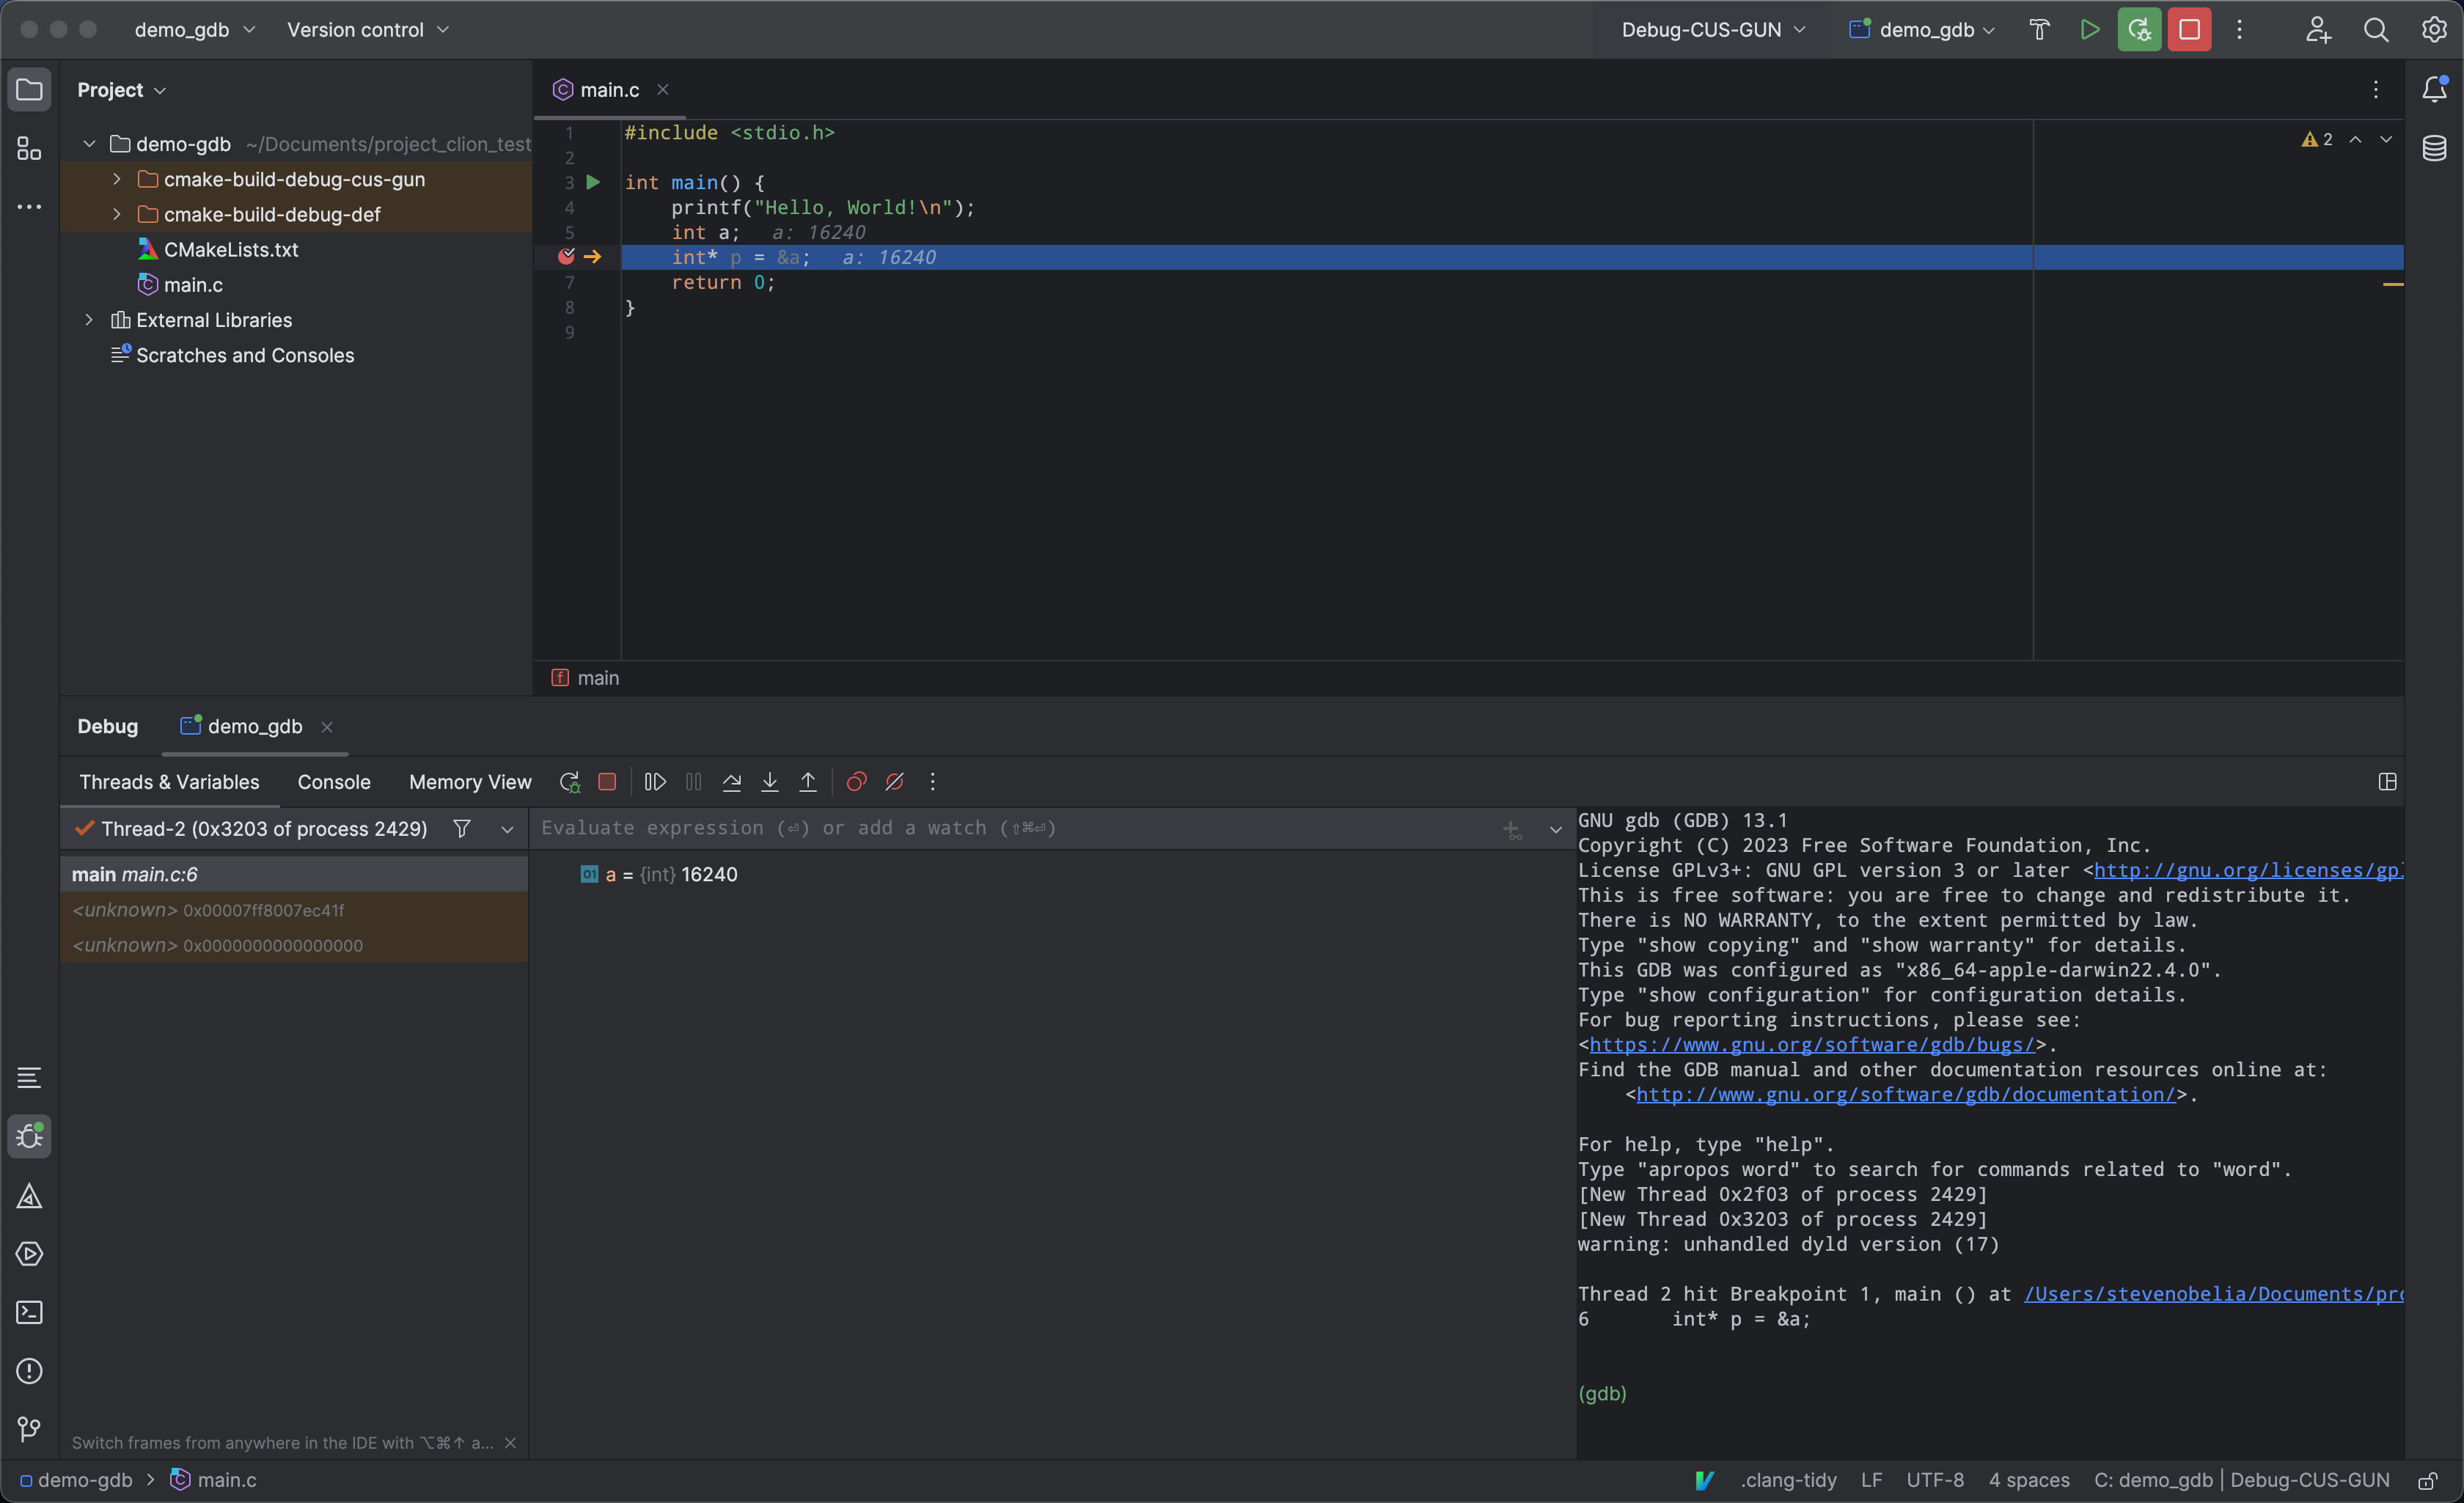 demo_gdb Version control Debug-CUS-GUN demo_gdb
Project
main.c
demo-gdb ~/Documents/project_clion_test
cmake-build-debug-cus-gun
cmake-build-debug-def
CMakeLists.txt
main.c
External Libraries
Scratches and Consoles
1 #include <stdio.h>
2
3 int main() {
4 printf("Hello, World!\n");
5 int a; a: 16240
int* p = &a; a: 16240
7 return 0;
8 }
9
2
main
Debug demo_gdb
Threads & Variables Console Memory View
Thread-2 (0x3203 of process 2429)
main main.c:6
<unknown> 0x00007ff8007ec41f
<unknown> 0x0000000000000000
Switch frames from anywhere in the IDE with ⌥⌘↑ a...
Evaluate expression (⏎) or add a watch (⇧⌘⏎)
01 a = {int} 16240
GNU gdb (GDB) 13.1
Copyright (C) 2023 Free Software Foundation, Inc.
License GPLv3+: GNU GPL version 3 or later <http://gnu.org/licenses/gpl
This is free software: you are free to change and redistribute it.
There is NO WARRANTY, to the extent permitted by law.
Type "show copying" and "show warranty" for details.
This GDB was configured as "x86_64-apple-darwin22.4.0".
Type "show configuration" for configuration details.
For bug reporting instructions, please see:
<https://www.gnu.org/software/gdb/bugs/>.
Find the GDB manual and other documentation resources online at:
<http://www.gnu.org/software/gdb/documentation/>.
For help, type "help".
Type "apropos word" to search for commands related to "word".
[New Thread 0x2f03 of process 2429]
[New Thread 0x3203 of process 2429]
warning: unhandled dyld version (17)
Thread 2 hit Breakpoint 1, main () at /Users/stevenobelia/Documents/pro
6 int* p = &a;
(gdb)
demo-gdb main.c .clang-tidy LF UTF-8 4 spaces C: demo_gdb | Debug-CUS-GUN